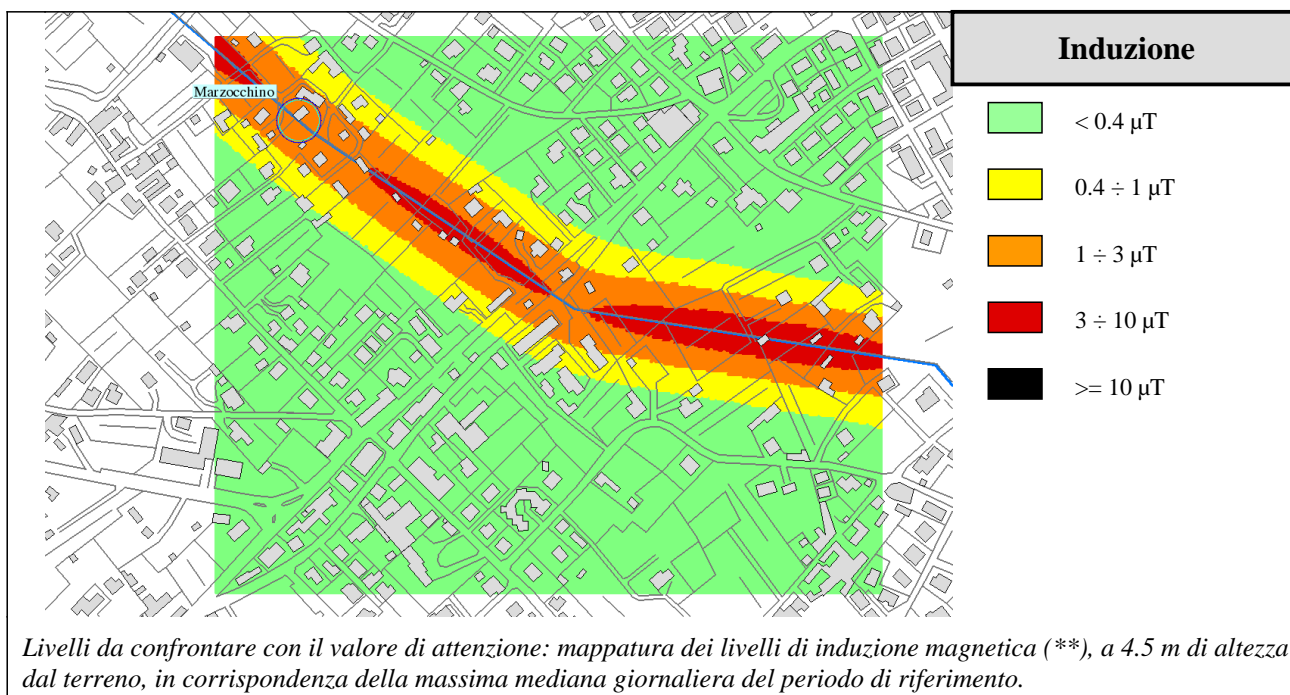 Induzione
Marzocchino
< 0.4 µT
0.4 ÷ 1 µT
1 ÷ 3 µT
3 ÷ 10 µT
>= 10 µT
Livelli da confrontare con il valore di attenzione: mappatura dei livelli di induzione magnetica (**), a 4.5 m di altezza
dal terreno, in corrispondenza della massima mediana giornaliera del periodo di riferimento.